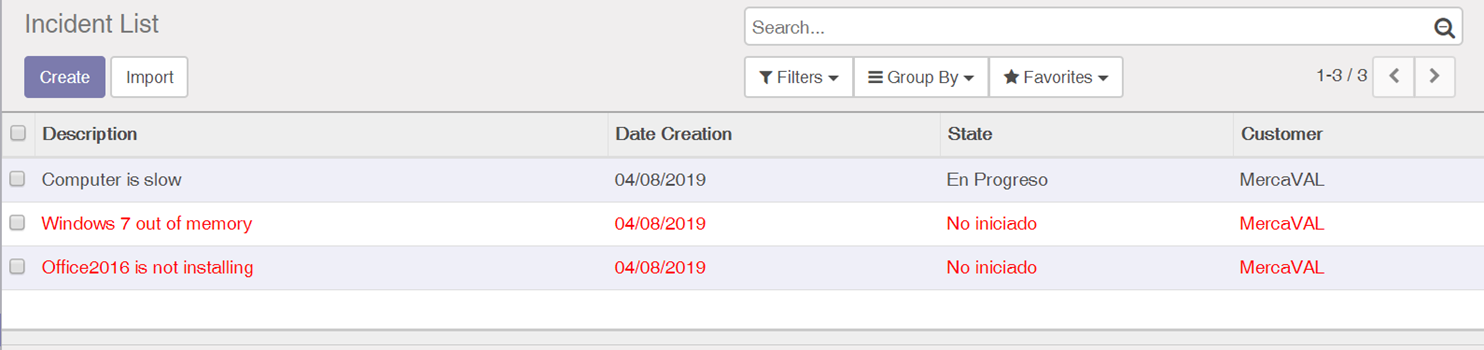 Incident List
Search...
Create Import Filters Group By Favorites 1-3 / 3
Description Date Creation State Customer
Computer is slow 04/08/2019 En Progreso MercaVAL
Windows 7 out of memory 04/08/2019 No iniciado MercaVAL
Office2016 is not installing 04/08/2019 No iniciado MercaVAL